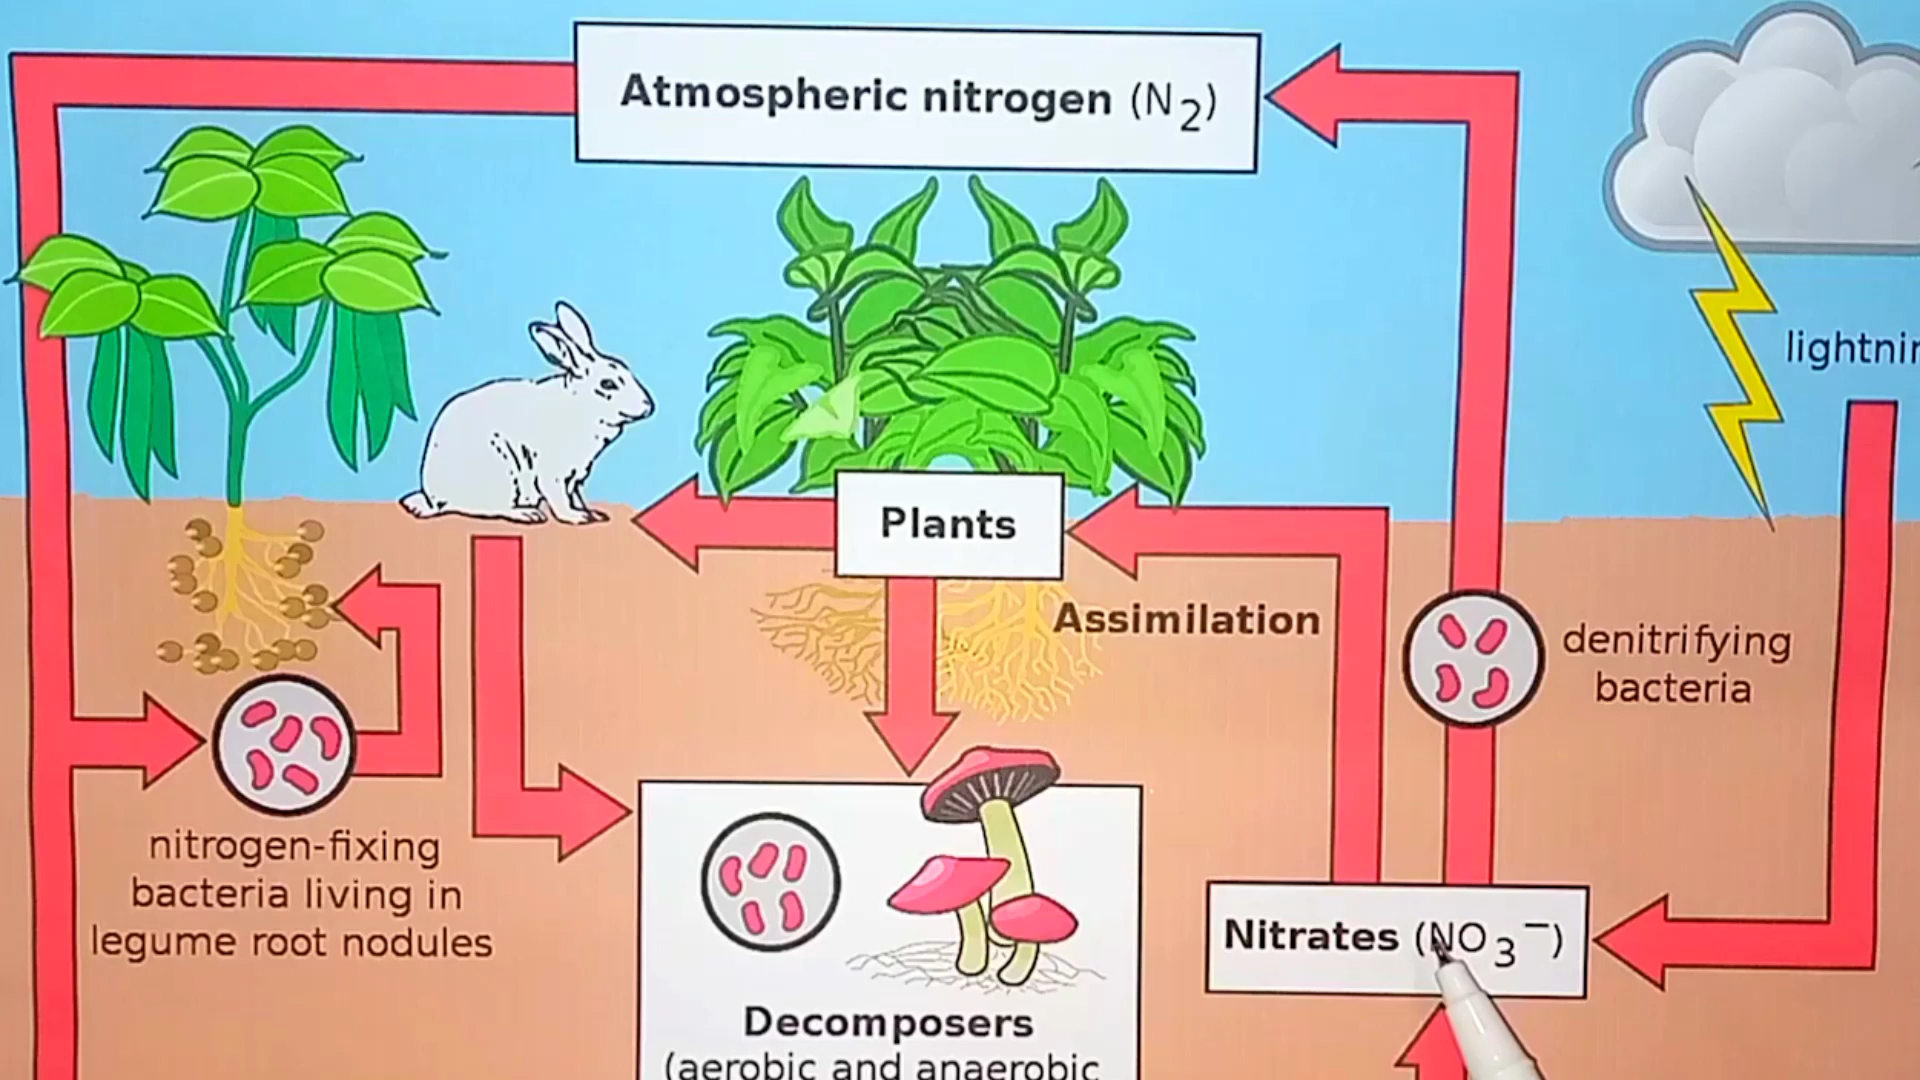 Atmospheric nitrogen (N₂)
Plants
Assimilation
denitrifying
bacteria
nitrogen-fixing
bacteria living in
legume root nodules
Nitrates (NO₃⁻)
Decomposers
(aerobic and anaerobic